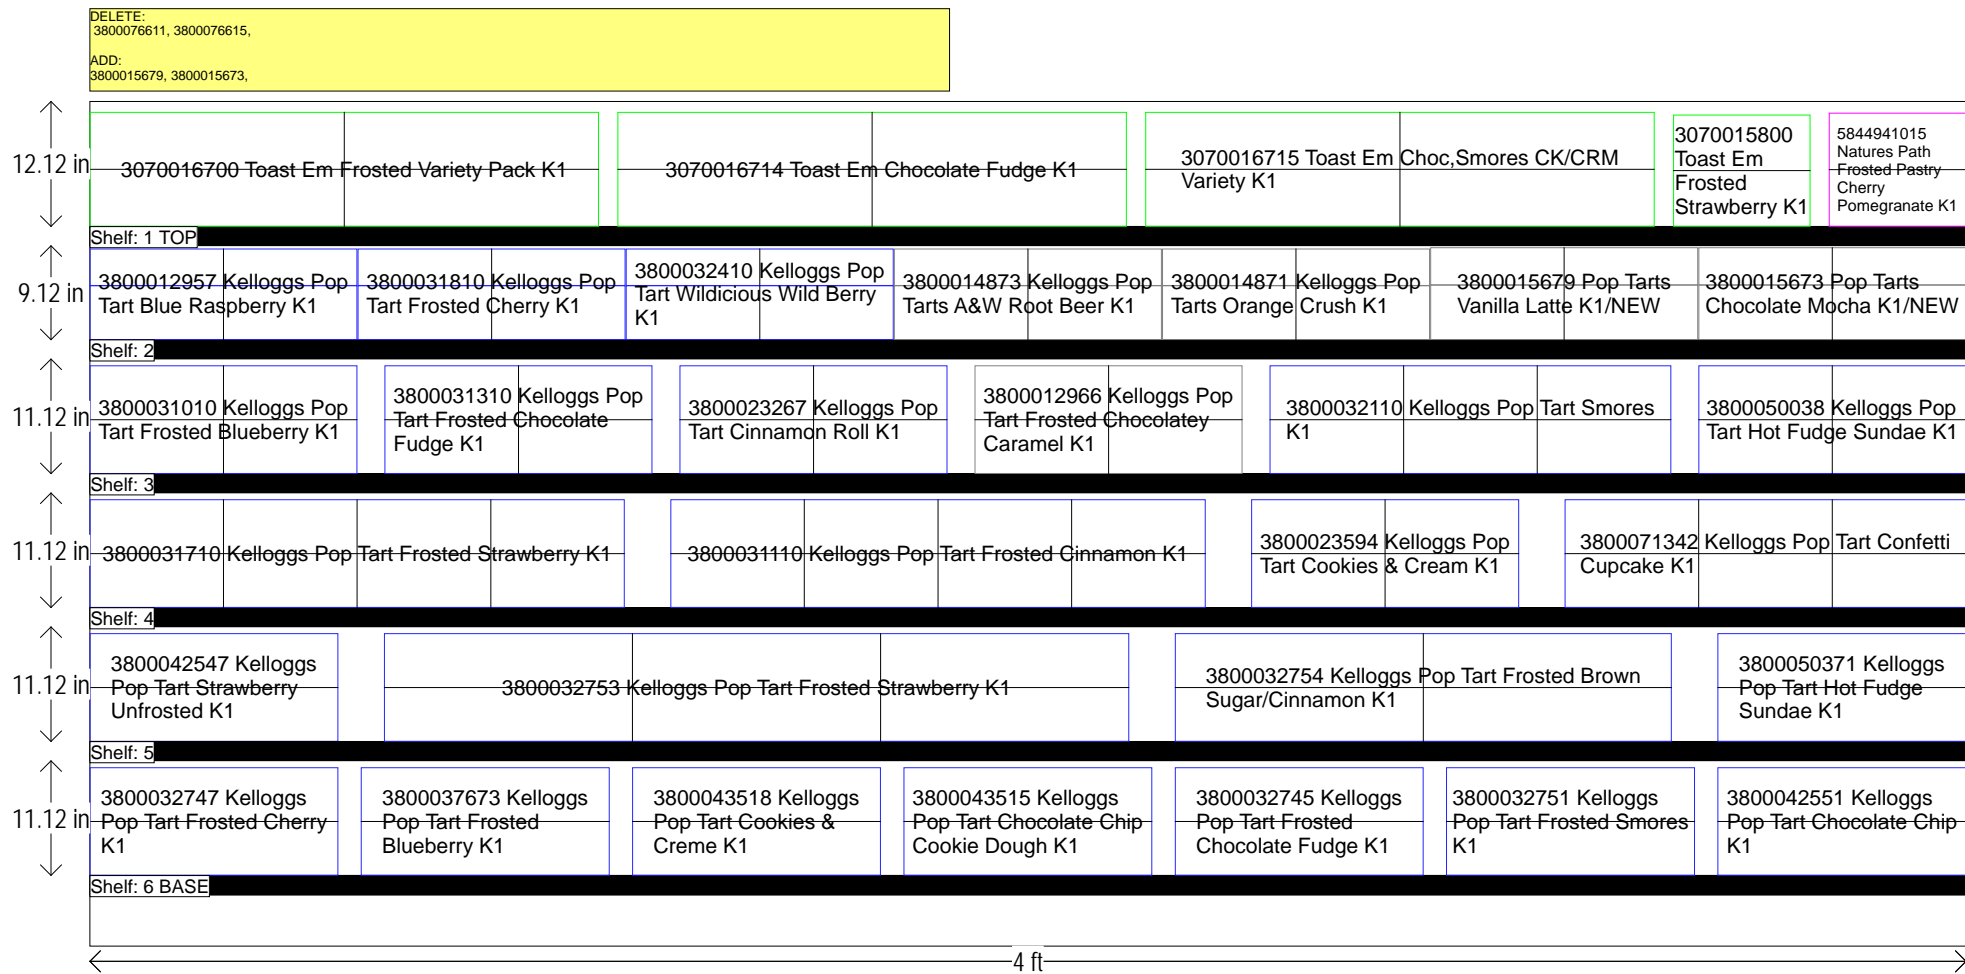 DELETE:
3800076611, 3800076615,
ADD:
3800015679, 3800015673,
12.12 in
3070016700 Toast Em Frosted Variety Pack K1
3070016714 Toast Em Chocolate Fudge K1
3070016715 Toast Em Choc,Smores CK/CRM
Variety K1
3070015800
Toast Em
Frosted
Strawberry K1
5844941015
Natures Path
Frosted Pastry
Cherry
Pomegranate K1
Shelf: 1 TOP
9.12 in
3800012957 Kelloggs Pop
Tart Blue Raspberry K1
3800031810 Kelloggs Pop
Tart Frosted Cherry K1
3800032410 Kelloggs Pop
Tart Wildicious Wild Berry
K1
3800014873 Kelloggs Pop
Tarts A&W Root Beer K1
3800014871 Kelloggs Pop
Tarts Orange Crush K1
3800015679 Pop Tarts
Vanilla Latte K1/NEW
3800015673 Pop Tarts
Chocolate Mocha K1/NEW
Shelf: 2
11.12 in
3800031010 Kelloggs Pop
Tart Frosted Blueberry K1
3800031310 Kelloggs Pop
Tart Frosted Chocolate
Fudge K1
3800023267 Kelloggs Pop
Tart Cinnamon Roll K1
3800012966 Kelloggs Pop
Tart Frosted Chocolatey
Caramel K1
3800032110 Kelloggs Pop Tart Smores
K1
3800050038 Kelloggs Pop
Tart Hot Fudge Sundae K1
Shelf: 3
11.12 in
3800031710 Kelloggs Pop Tart Frosted Strawberry K1
3800031110 Kelloggs Pop Tart Frosted Cinnamon K1
3800023594 Kelloggs Pop
Tart Cookies & Cream K1
3800071342 Kelloggs Pop Tart Confetti
Cupcake K1
Shelf: 4
11.12 in
3800042547 Kelloggs
Pop Tart Strawberry
Unfrosted K1
3800032753 Kelloggs Pop Tart Frosted Strawberry K1
3800032754 Kelloggs Pop Tart Frosted Brown
Sugar/Cinnamon K1
3800050371 Kelloggs
Pop Tart Hot Fudge
Sundae K1
Shelf: 5
11.12 in
3800032747 Kelloggs
Pop Tart Frosted Cherry
K1
3800037673 Kelloggs
Pop Tart Frosted
Blueberry K1
3800043518 Kelloggs
Pop Tart Cookies &
Creme K1
3800043515 Kelloggs
Pop Tart Chocolate Chip
Cookie Dough K1
3800032745 Kelloggs
Pop Tart Frosted
Chocolate Fudge K1
3800032751 Kelloggs
Pop Tart Frosted Smores
K1
3800042551 Kelloggs
Pop Tart Chocolate Chip
K1
Shelf: 6 BASE
4 ft